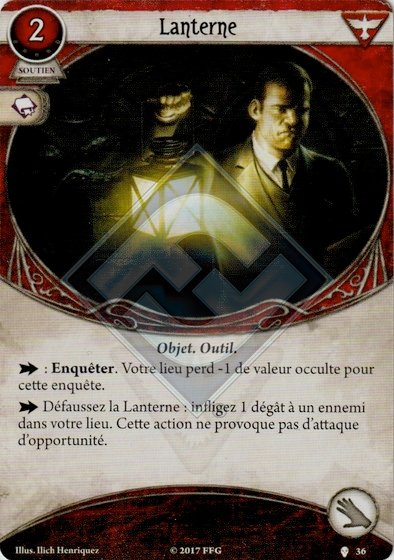 2
Lanterne
SOUTIEN
Objet. Outil.
: Enquêter. Votre lieu perd -1 de valeur occulte pour
cette enquête.
Défaussez la Lanterne : infligez 1 dégât à un ennemi
dans votre lieu. Cette action ne provoque pas d'attaque
d'opportunité.
Illus. Ilich Henriquez
© 2017 FFG
36